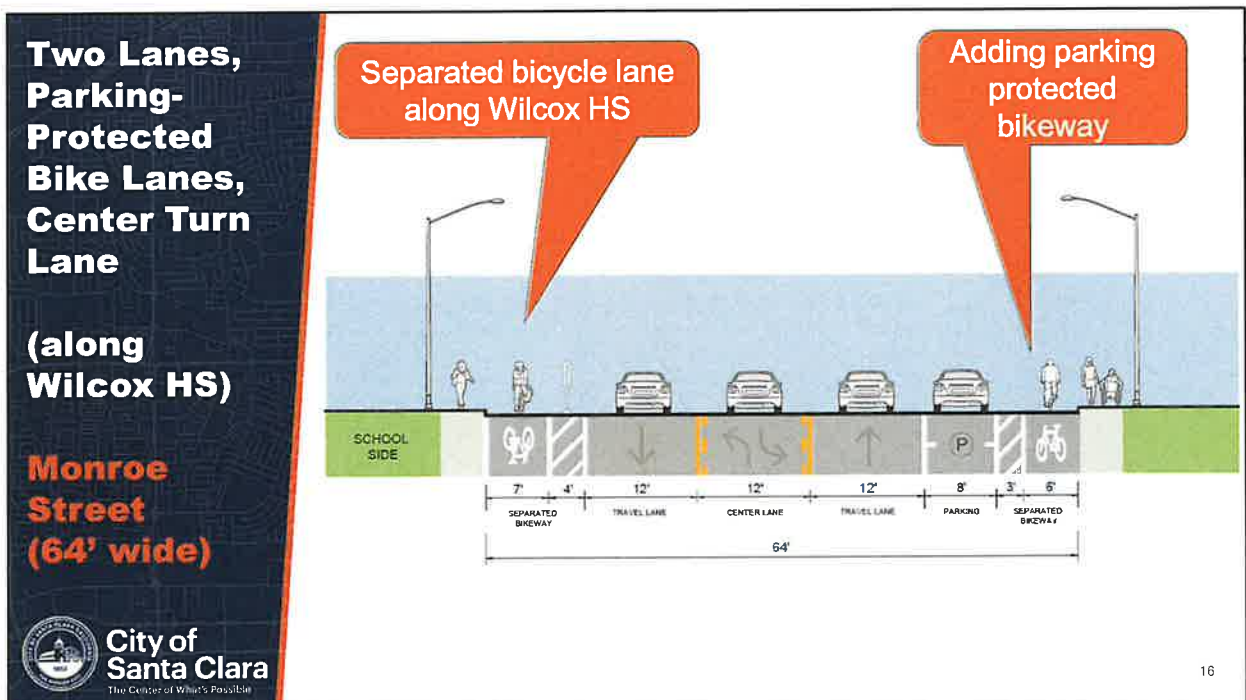 Two Lanes,
Parking-
Protected
Bike Lanes,
Center Turn
Lane
(along
Wilcox HS)
Monroe
Street
(64' wide)
City of
Santa Clara
The Center of What's Possible
Separated bicycle lane
along Wilcox HS
Adding parking
protected
bikeway
SCHOOL
SIDE
P
7' 4' 12' 12' 12' 8' 3' 6'
SEPARATED
BIKEWAY
TRAVEL LANE
CENTER LANE
TRAVEL LANE
PARKING
SEPARATED
BIKEWAY
64'
16